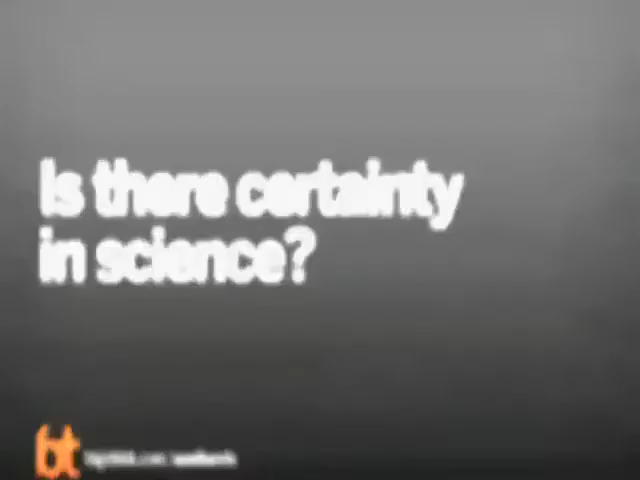 Is there certainty
in science?
bt